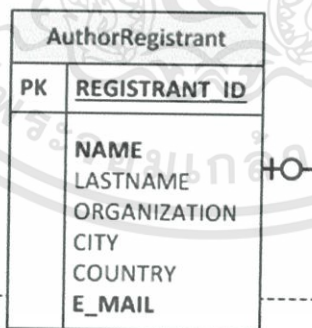 AuthorRegistrant
PK REGISTRANT_ID
NAME
LASTNAME
ORGANIZATION
CITY
COUNTRY
E_MAIL